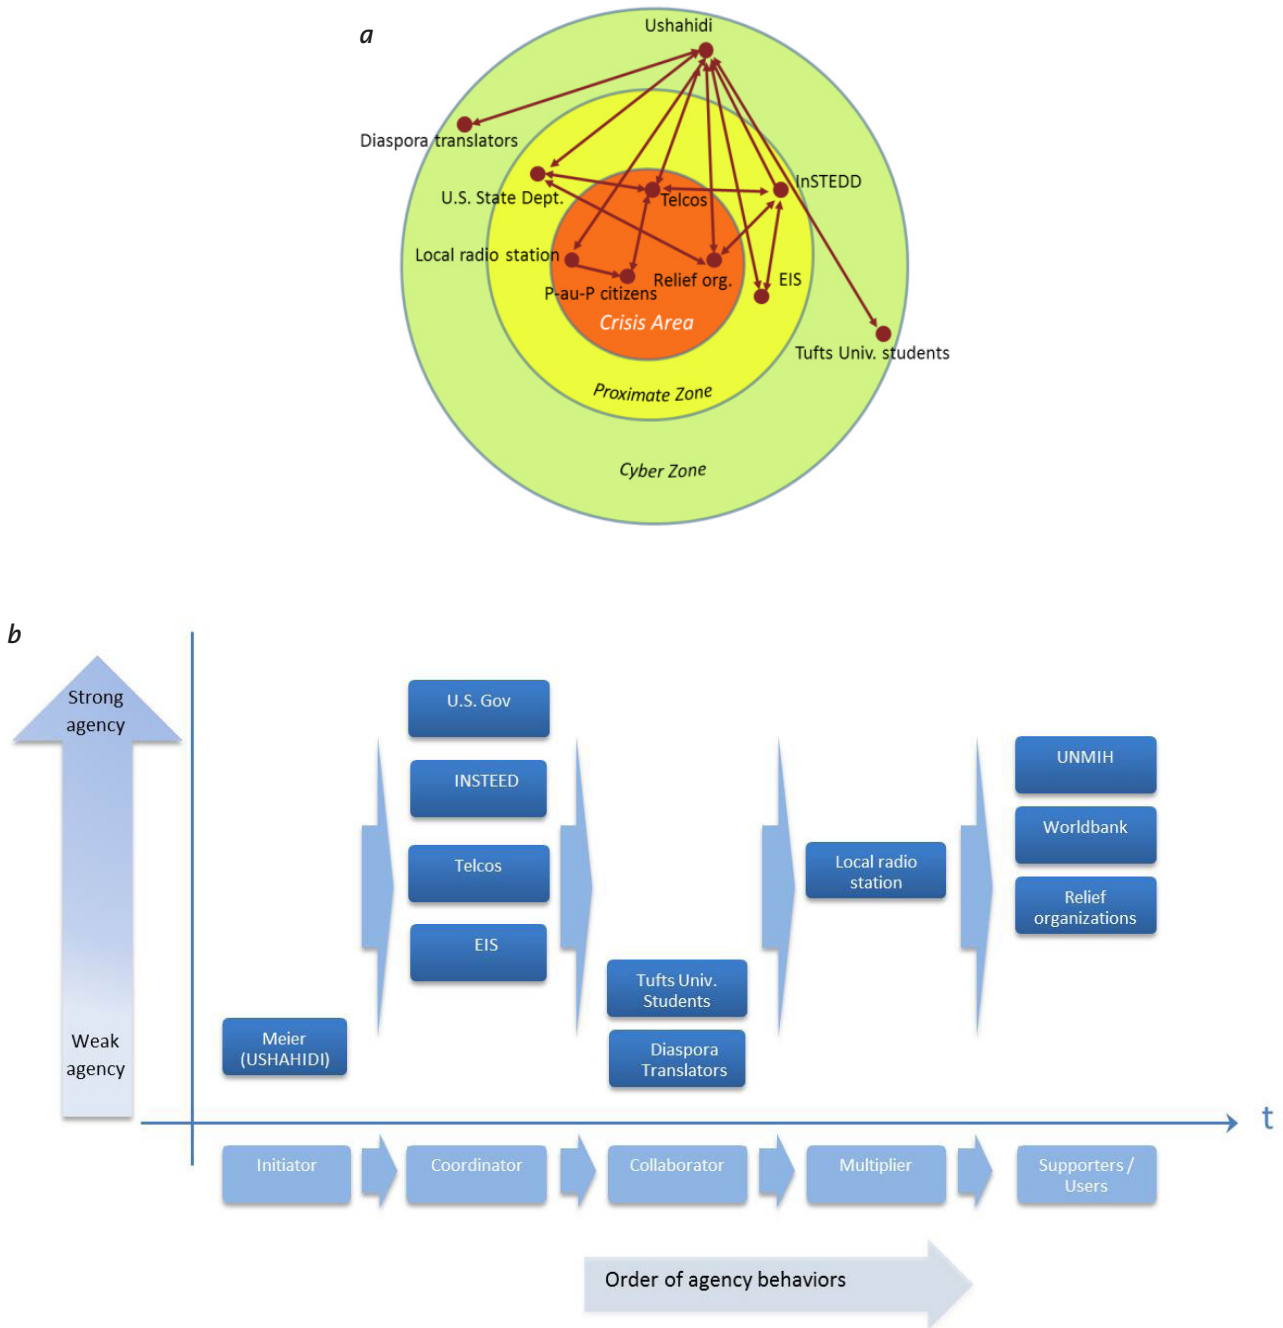 a
Ushahidi
Diaspora translators
InSTEDD
U.S. State Dept.
Telcos
Local radio station
Relief org.
EIS
P-au-P citizens
Crisis Area
Tufts Univ. students
Proximate Zone
Cyber Zone
b
Strong
agency
Weak
agency
U.S. Gov
INSTEED
Telcos
EIS
Meier
(USHAHIDI)
Tufts Univ.
Students
Diaspora
Translators
Local radio
station
UNMIH
Worldbank
Relief
organizations
t
Initiator
Coordinator
Collaborator
Multiplier
Supporters /
Users
Order of agency behaviors